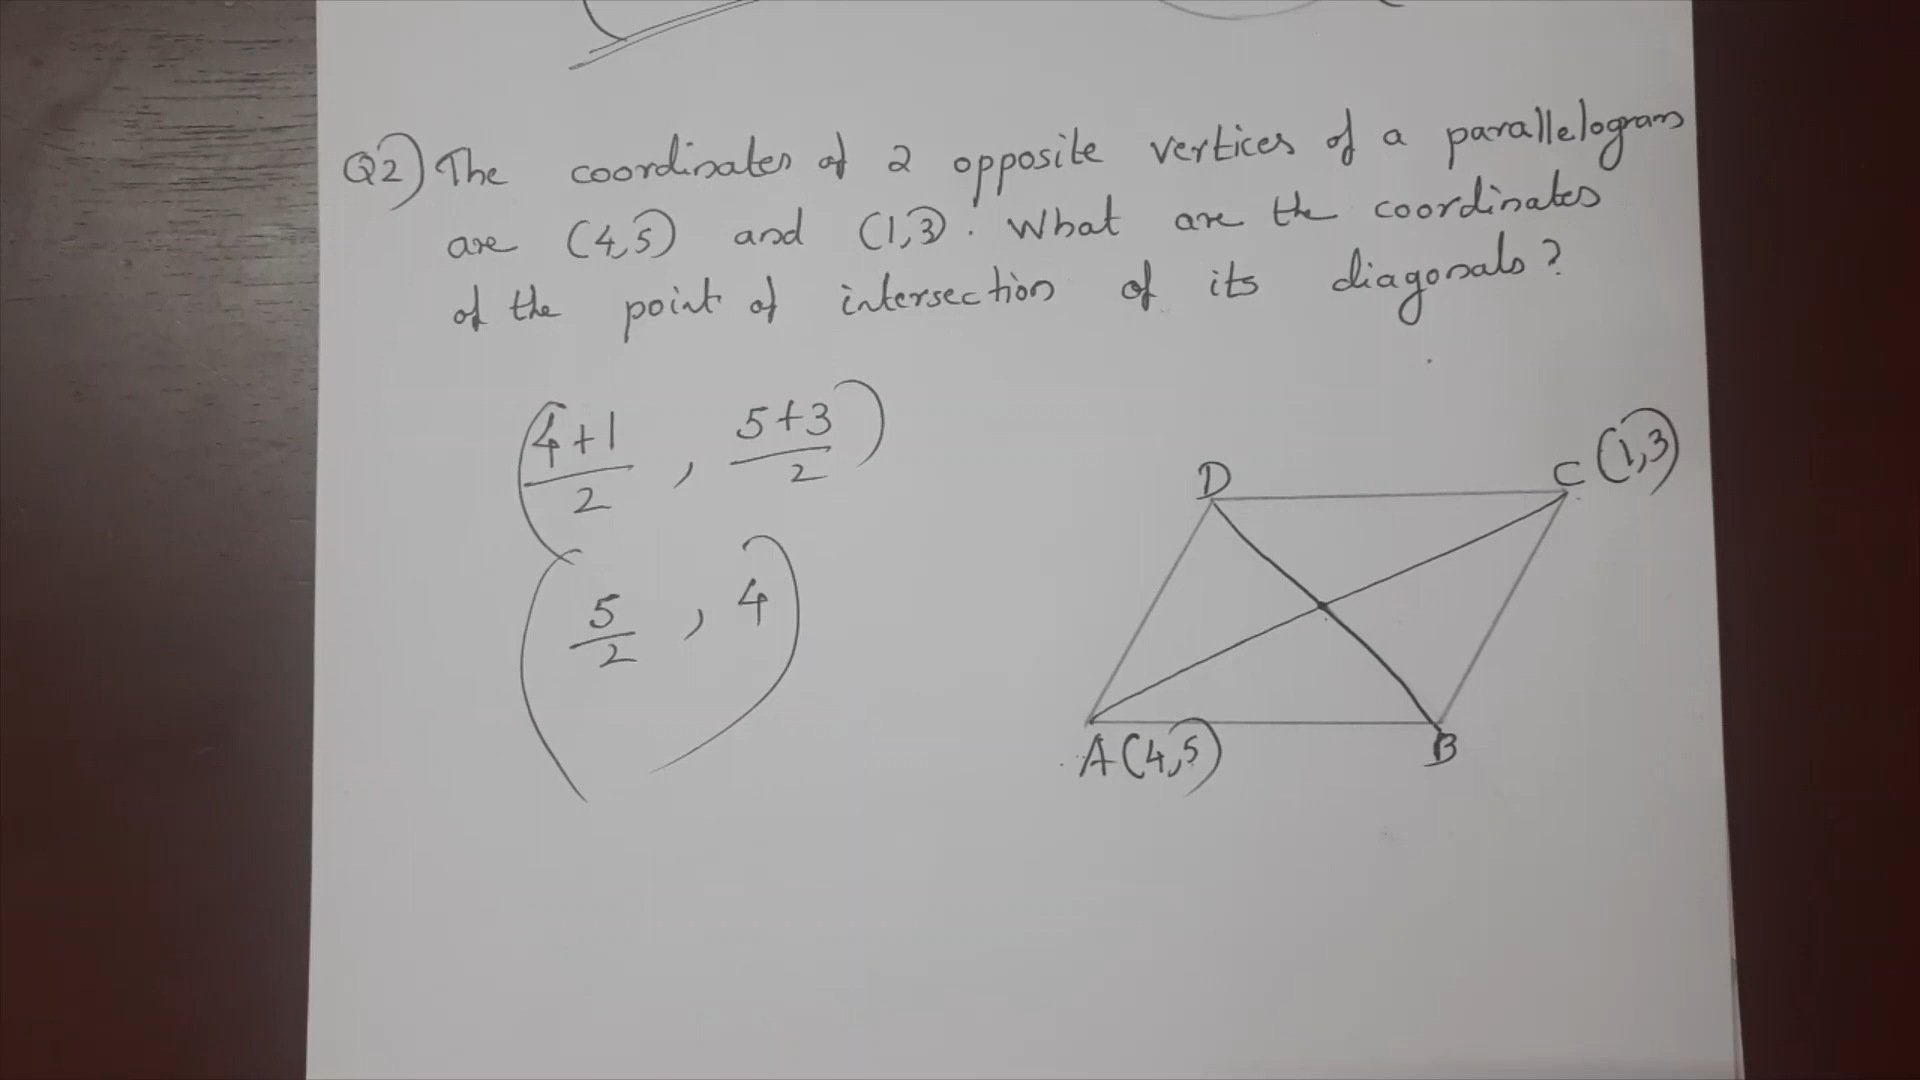 Q2) The coordinates of 2 opposite vertices of a parallelogram
are (4,5) and (1,3). What are the coordinates
of the point of intersection of its diagonals?
(4+1/2, 5+3/2)
(5/2, 4)
D
C (1,3)
A (4,5)
B